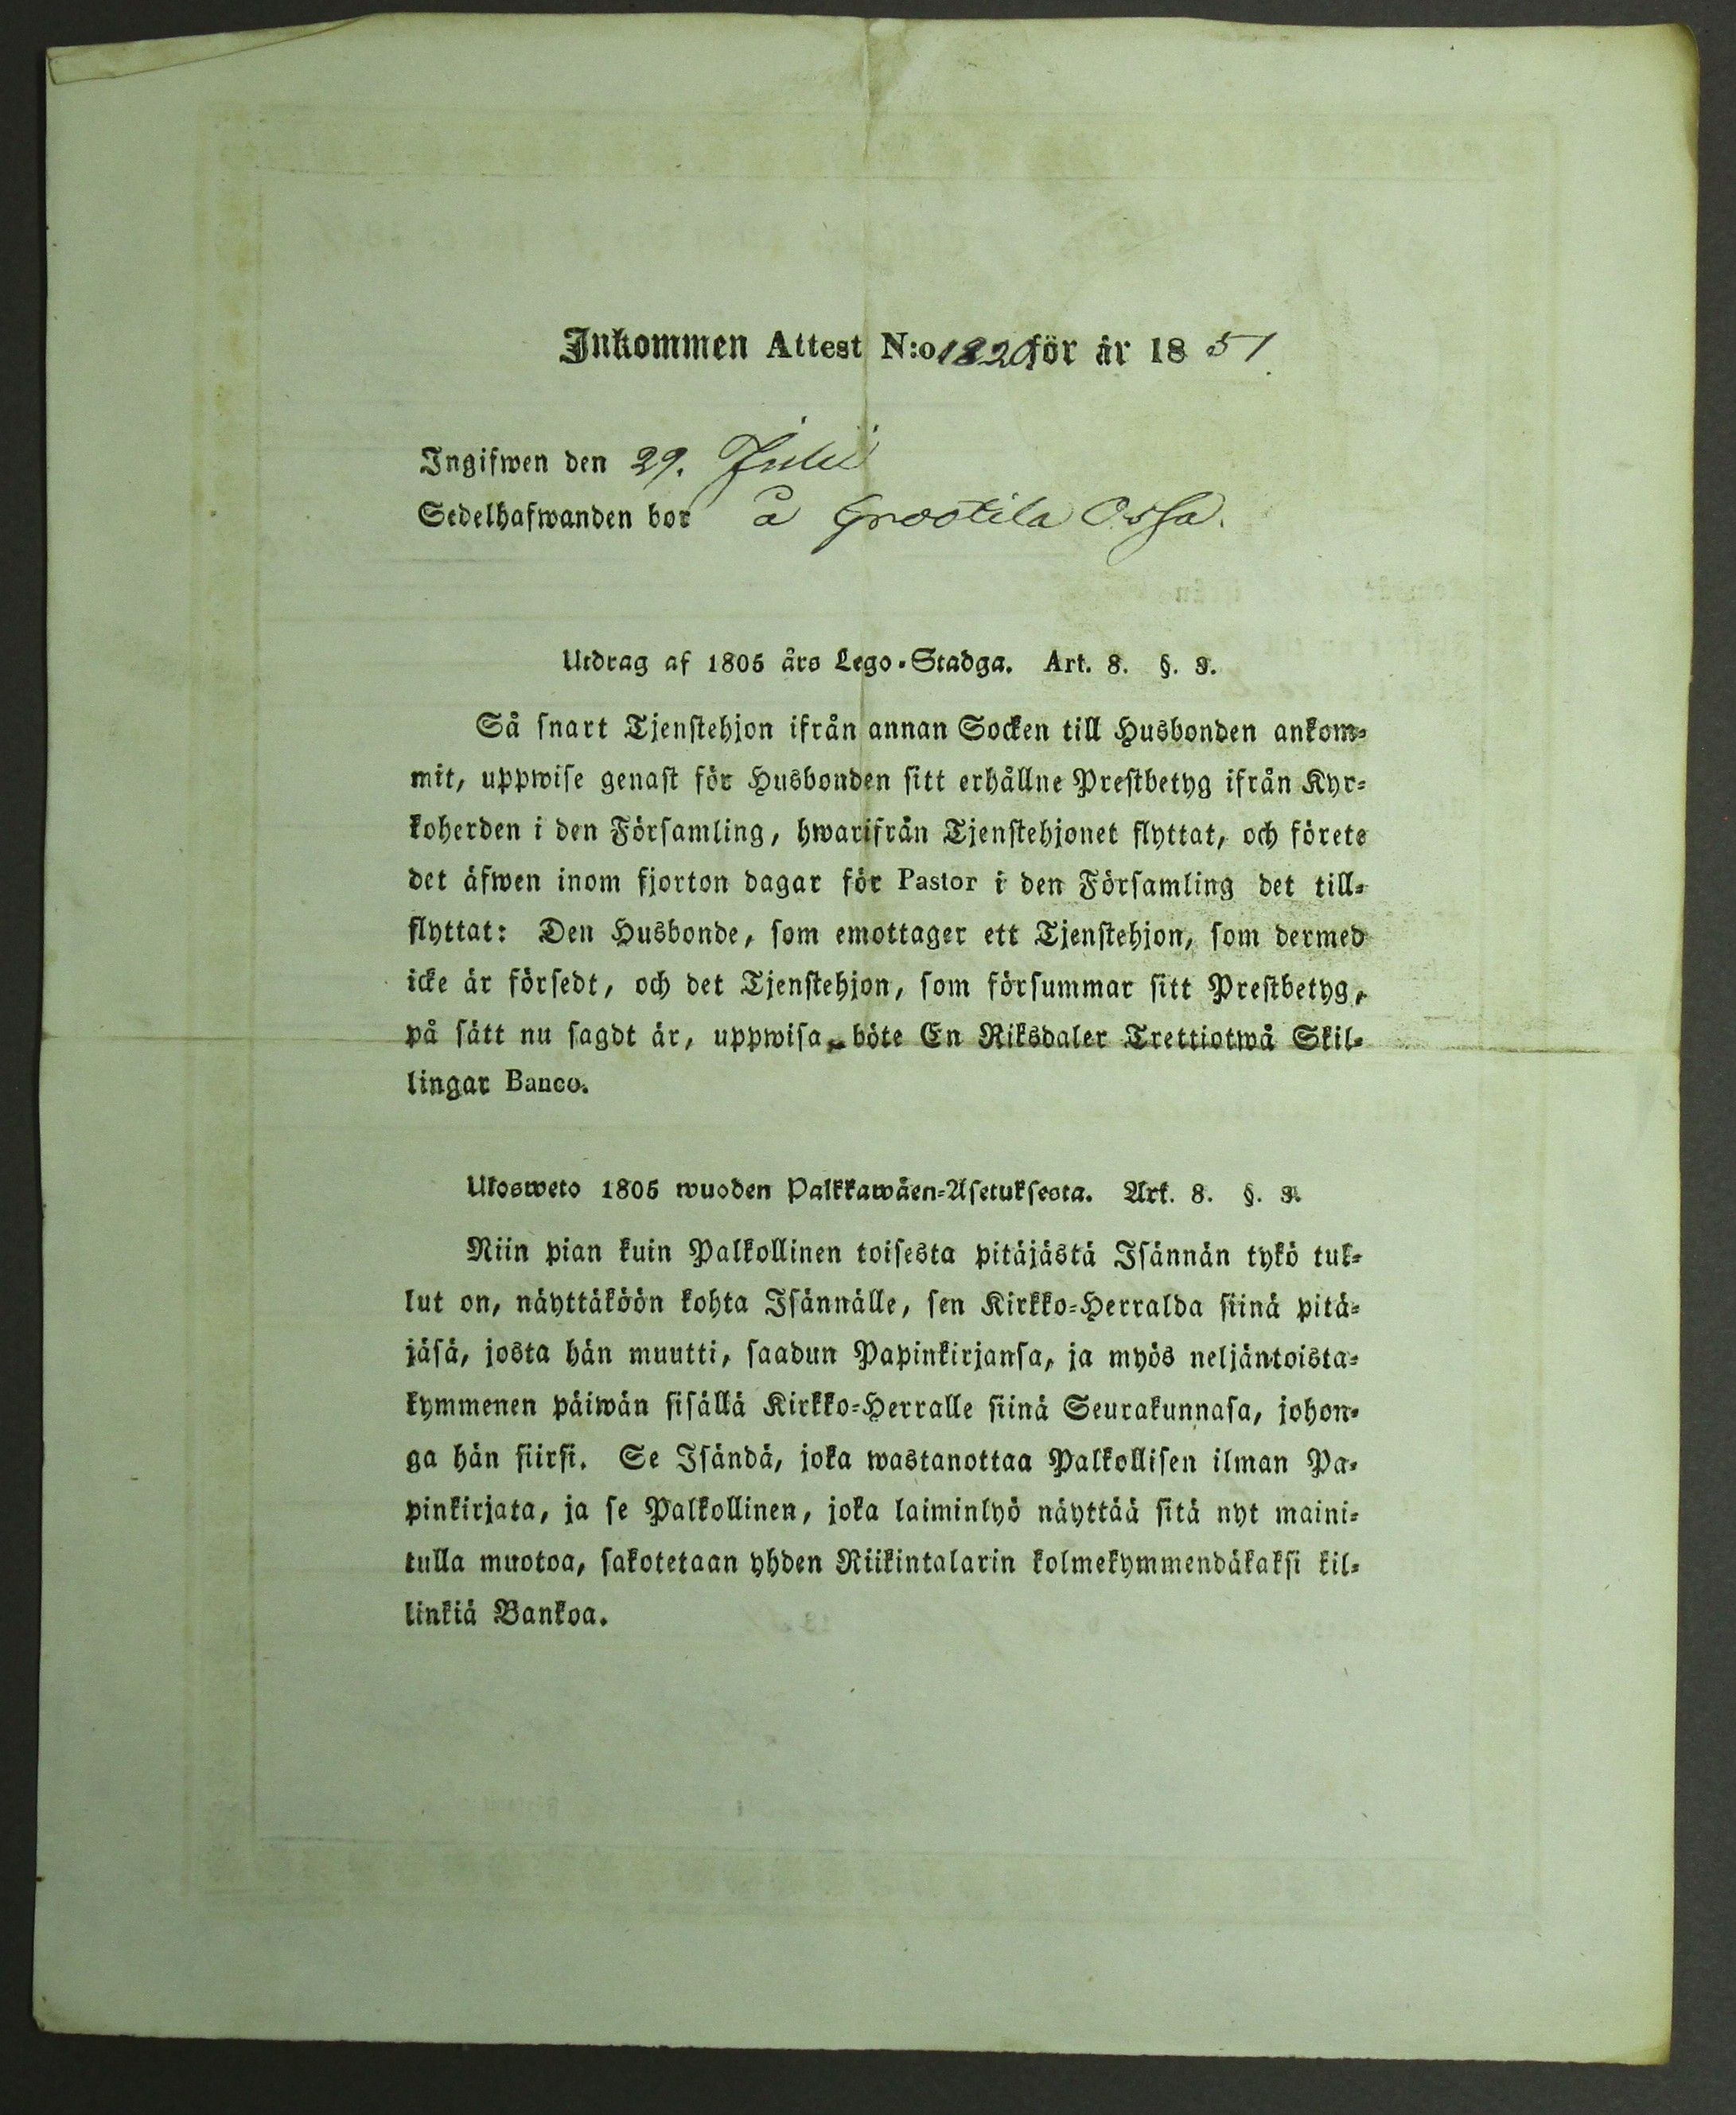 Inkommen Attest N:o 1820 för år 1851.
Ingifwen den 29. Julii
Sedelhafwanden bor å Grootila Ossa.
Utdrag af 1805 års Lego-Stadga. Art. 8. §. 3.
Så snart Tjenstehjon ifrån annan Socken till Husbonden ankom-
mit, uppwise genast för Husbonden sitt erhållne Prestbetyg ifrån Kyr-
koherden i den Församling, hwarifrån Tjenstehjonet flyttat, och förete
det äfwen inom fjorton dagar för Pastor i den Församling det till-
flyttat: Den Husbonde, som emottager ett Tjenstehjon, som dermed
icke är försedt, och det Tjenstehjon, som försummar sitt Prestbetyg,
på sätt nu sagdt är, uppwisa, böte En Riksdaler Trettiotwå Skil-
lingar Banco.
Ulosweto 1805 wuoden Palkkawäen-Asetuksesta. Art. 8. §. 3.
Niin pian kuin Palkollinen toisesta pitäjästä Isännän tykö tul-
lut on, näyttäköön kohta Isännälle, sen Kirkko-Herralda siinä pitä-
jäsä, josta hän muutti, saadun Papinkirjansa, ja myös neljäntoista-
kymmenen päiwän sisällä Kirkko-Herralle siinä Seurakunnasa, johon-
ga hän siirsi. Se Isändä, joka wastanottaa Palkollisen ilman Pa-
pinkirjata, ja se Palkollinen, joka laiminlyö näyttää sitä nyt maini-
tulla muotoa, sakotetaan yhden Riikintalarin kolmekymmendäkaksi kil-
linkiä Bankoa.